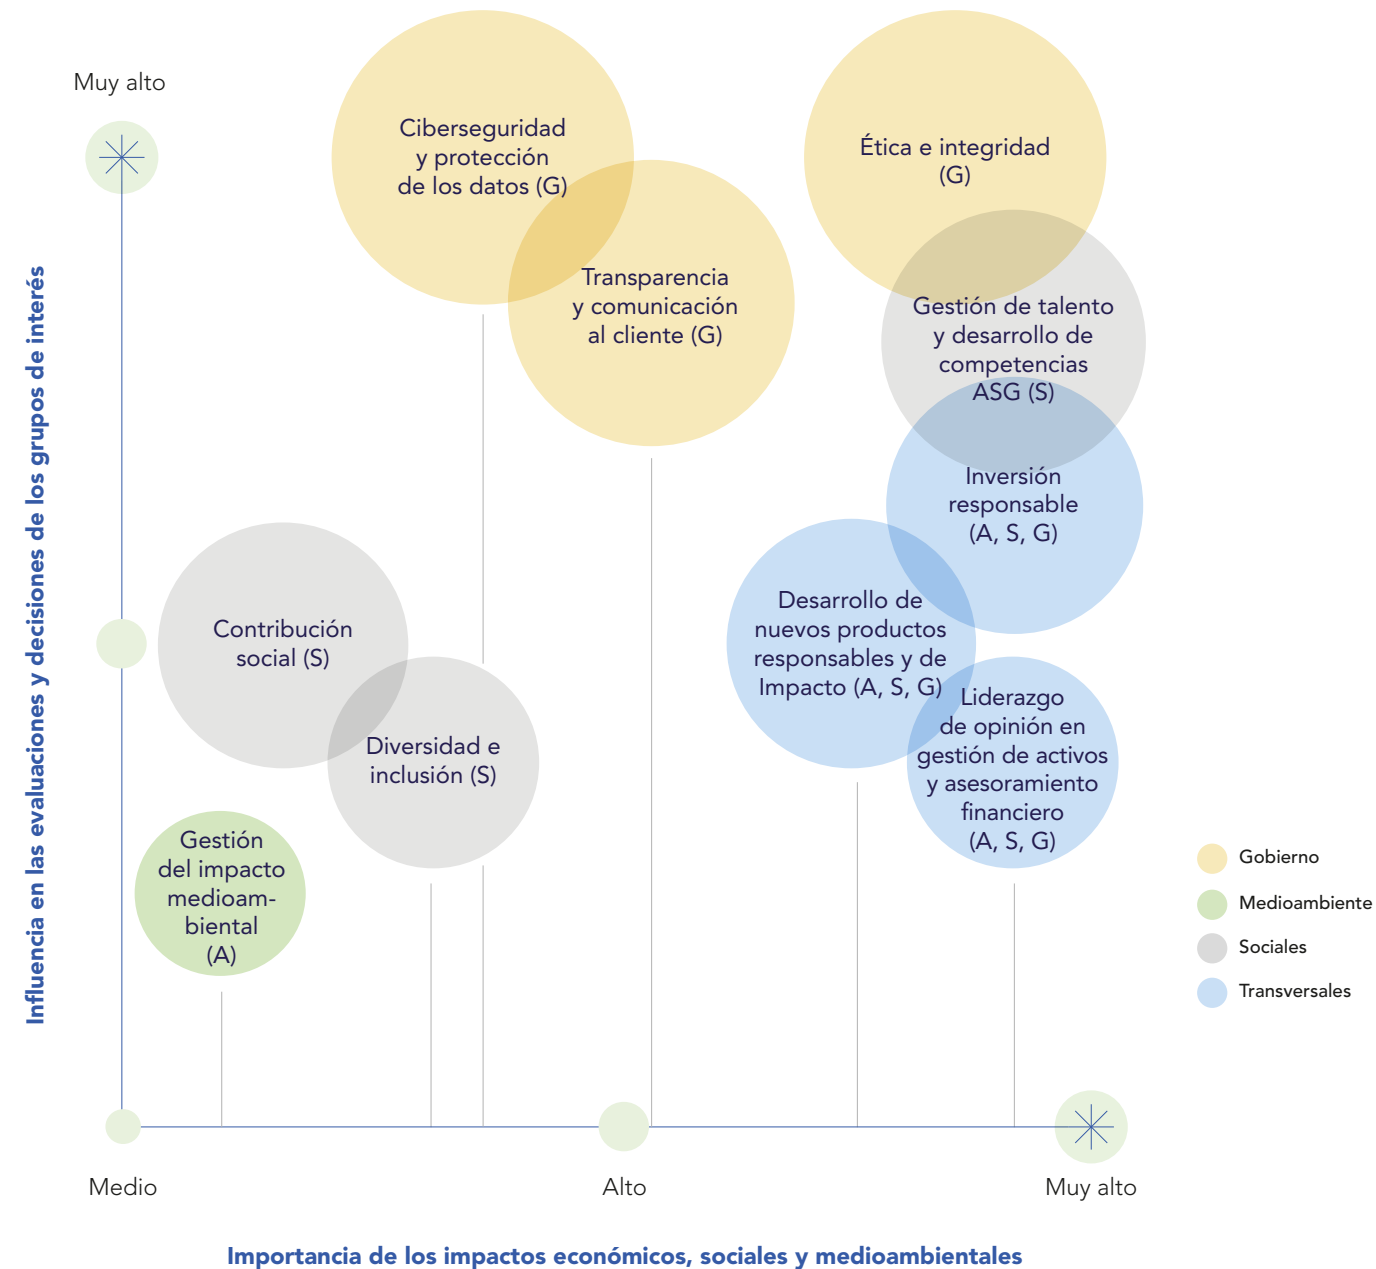 Muy alto
Influencia en las evaluaciones y decisiones de los grupos de interés
Ciberseguridad
y protección
de los datos (G)
Ética e integridad
(G)
Transparencia
y comunicación
al cliente (G)
Gestión de talento
y desarrollo de
competencias
ASG (S)
Inversión
responsable
(A, S, G)
Desarrollo de
nuevos productos
responsables y de
Impacto (A, S, G)
Contribución
social (S)
Liderazgo
de opinión en
gestión de activos
y asesoramiento
financiero
(A, S, G)
Diversidad e
inclusión (S)
Gestión
del impacto
medioam-
biental
(A)
Gobierno
Medioambiente
Sociales
Transversales
Medio
Alto
Muy alto
Importancia de los impactos económicos, sociales y medioambientales